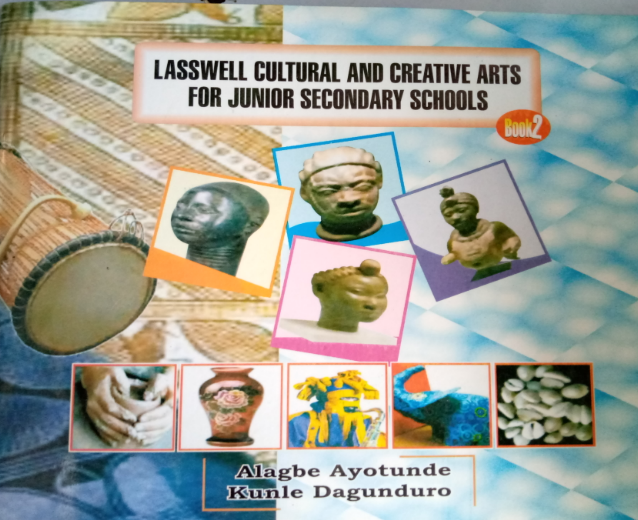 LASSWELL CULTURAL AND CREATIVE ARTS
FOR JUNIOR SECONDARY SCHOOLS
Book2
Alagbe Ayotunde
Kunle Dagunduro